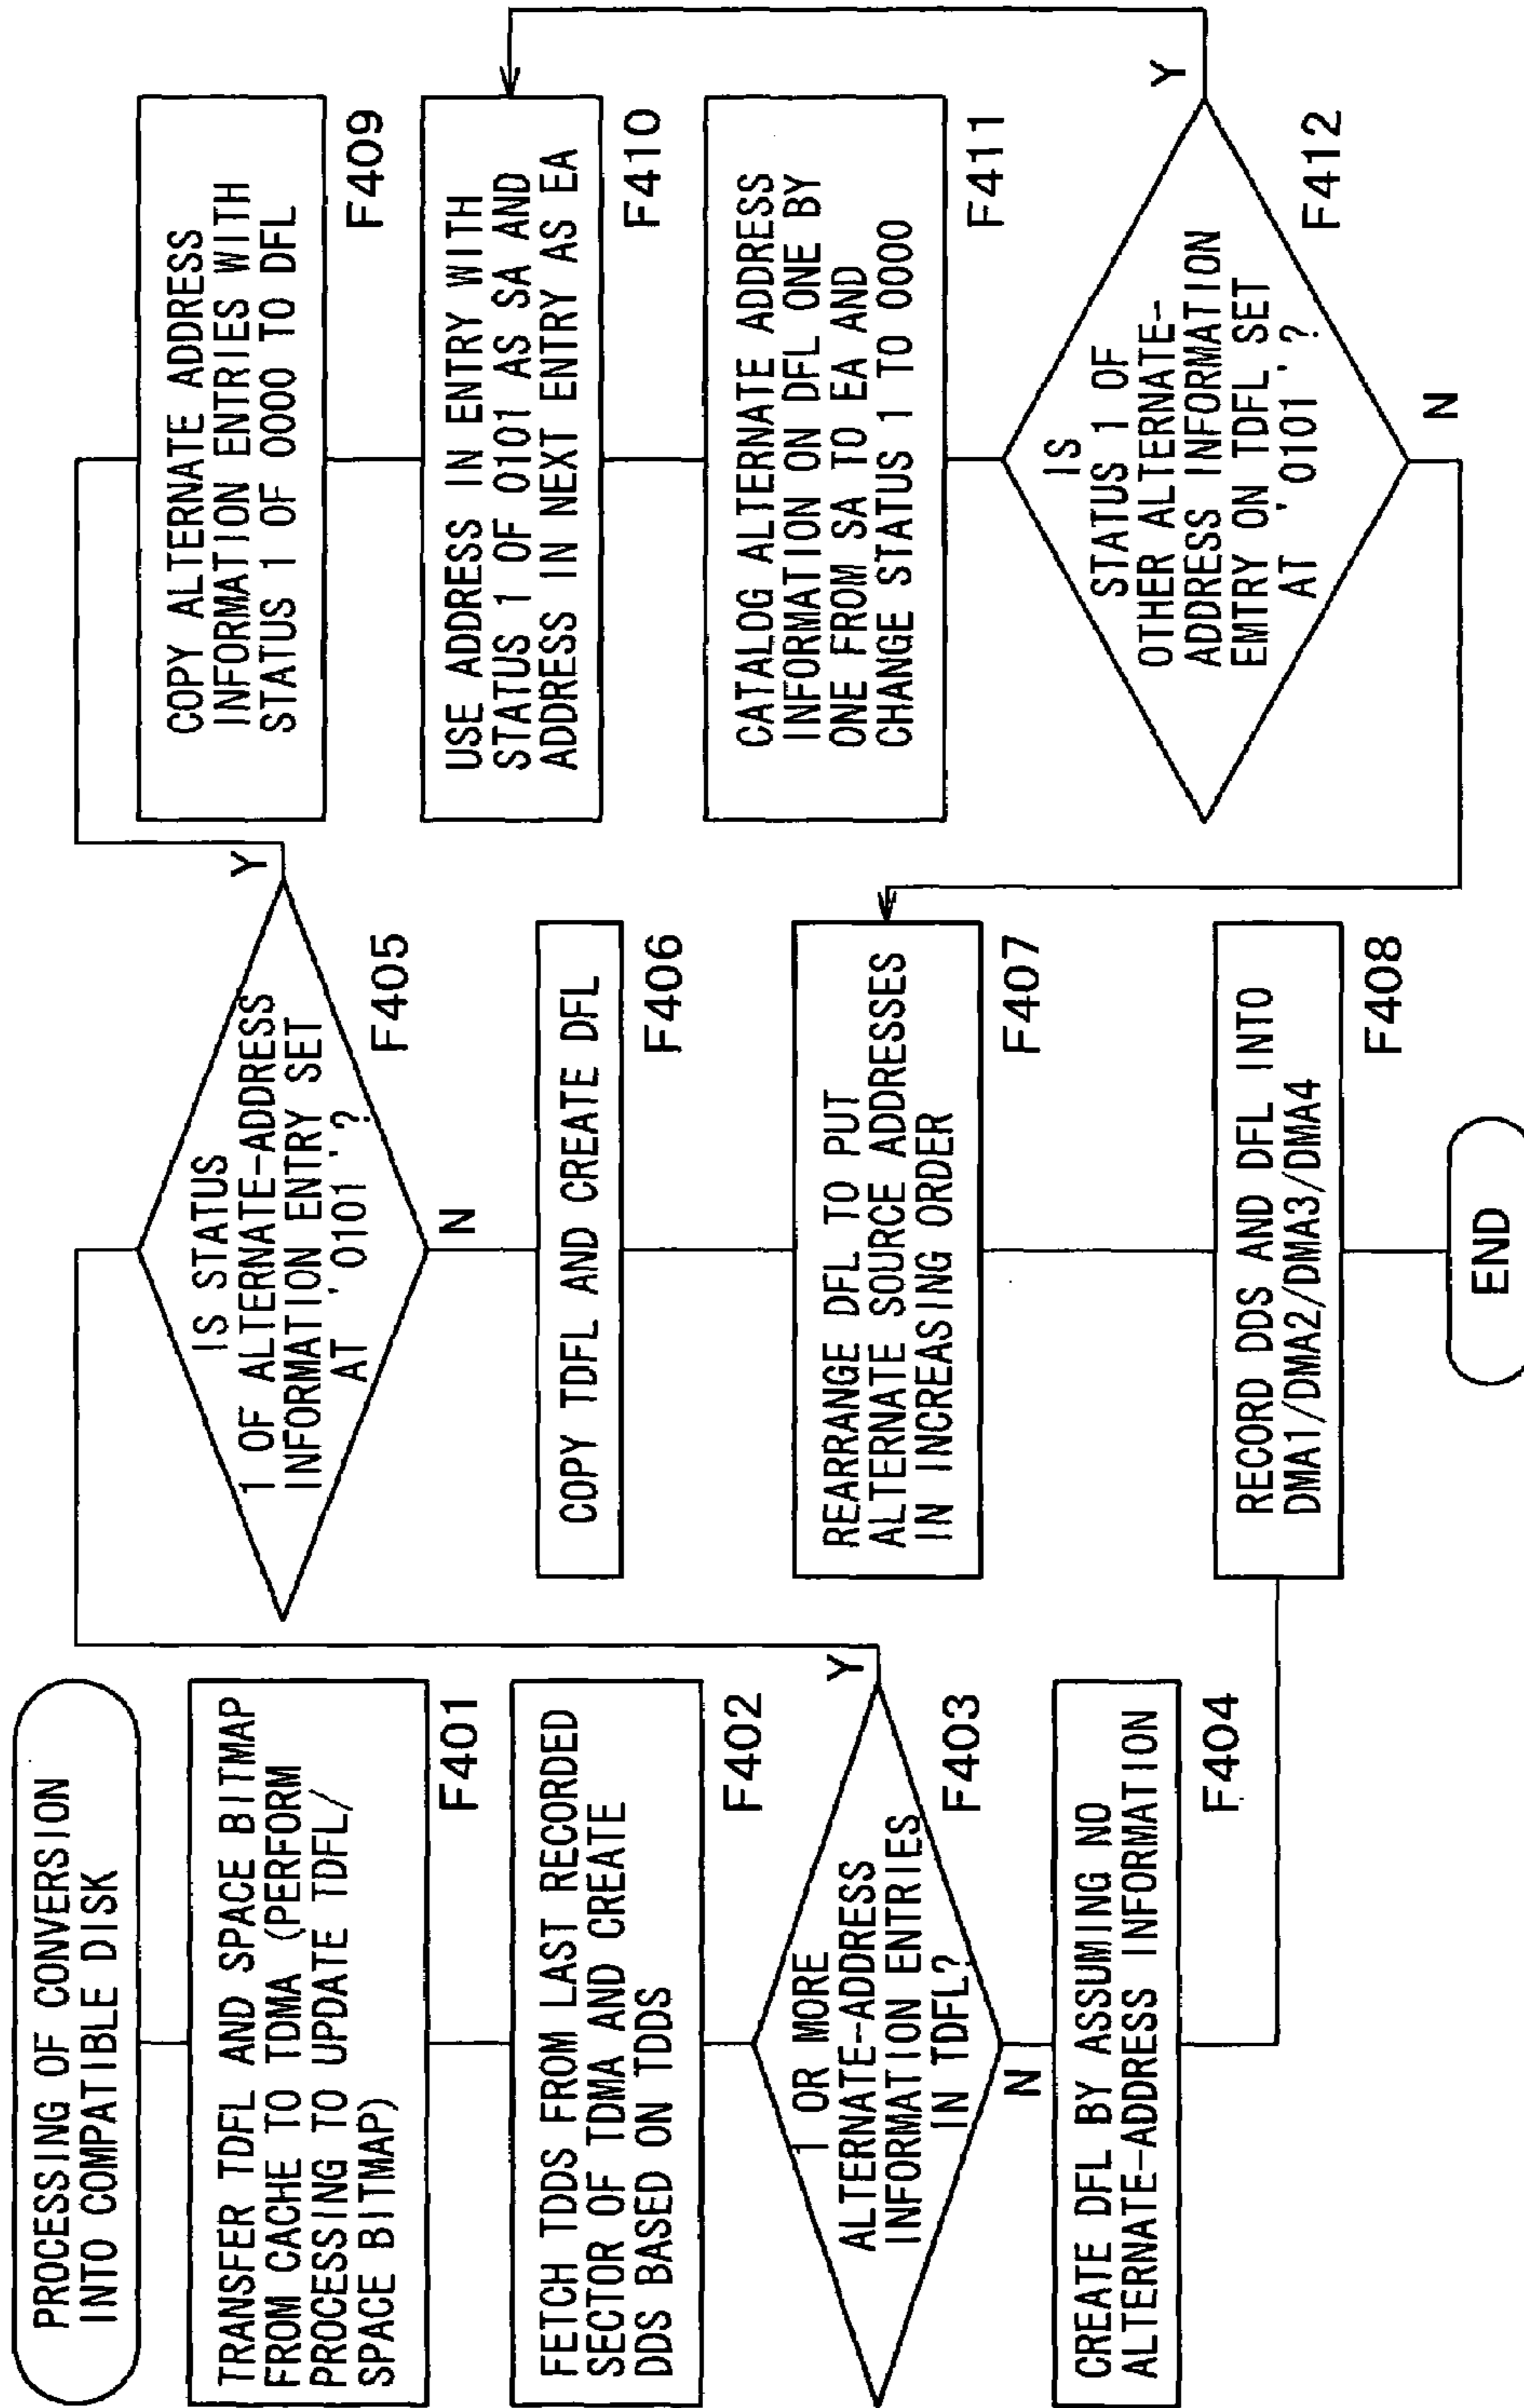 PROCESSING OF CONVERSION
INTO COMPATIBLE DISK
TRANSFER TDFL AND SPACE BITMAP
FROM CACHE TO TDMA (PERFORM
PROCESSING TO UPDATE TDFL/
SPACE BITMAP)
F401
FETCH TDDS FROM LAST RECORDED
SECTOR OF TDMA AND CREATE
DDS BASED ON TDDS
F402
1 OR MORE
ALTERNATE-ADDRESS
INFORMATION ENTRIES
IN TDFL?
Y
F403
N
CREATE DFL BY ASSUMING NO
ALTERNATE-ADDRESS INFORMATION
F404
IS STATUS
1 OF ALTERNATE-ADDRESS
INFORMATION ENTRY SET
AT '0101'?
Y
F405
N
COPY TDFL AND CREATE DFL
F406
REARRANGE DFL TO PUT
ALTERNATE SOURCE ADDRESSES
IN INCREASING ORDER
F407
RECORD DDS AND DFL INTO
DMA1/DMA2/DMA3/DMA4
F408
END
COPY ALTERNATE ADDRESS
INFORMATION ENTRIES WITH
STATUS 1 OF 0000 TO DFL
F409
USE ADDRESS IN ENTRY WITH
STATUS 1 OF 0101 AS SA AND
ADDRESS IN NEXT ENTRY AS EA
F410
CATALOG ALTERNATE ADDRESS
INFORMATION ON DFL ONE BY
ONE FROM SA TO EA AND
CHANGE STATUS 1 TO 0000
F411
IS
STATUS 1 OF
OTHER ALTERNATE-
ADDRESS INFORMATION
EMTRY ON TDFL, SET
AT '0101'?
Y
F412
N